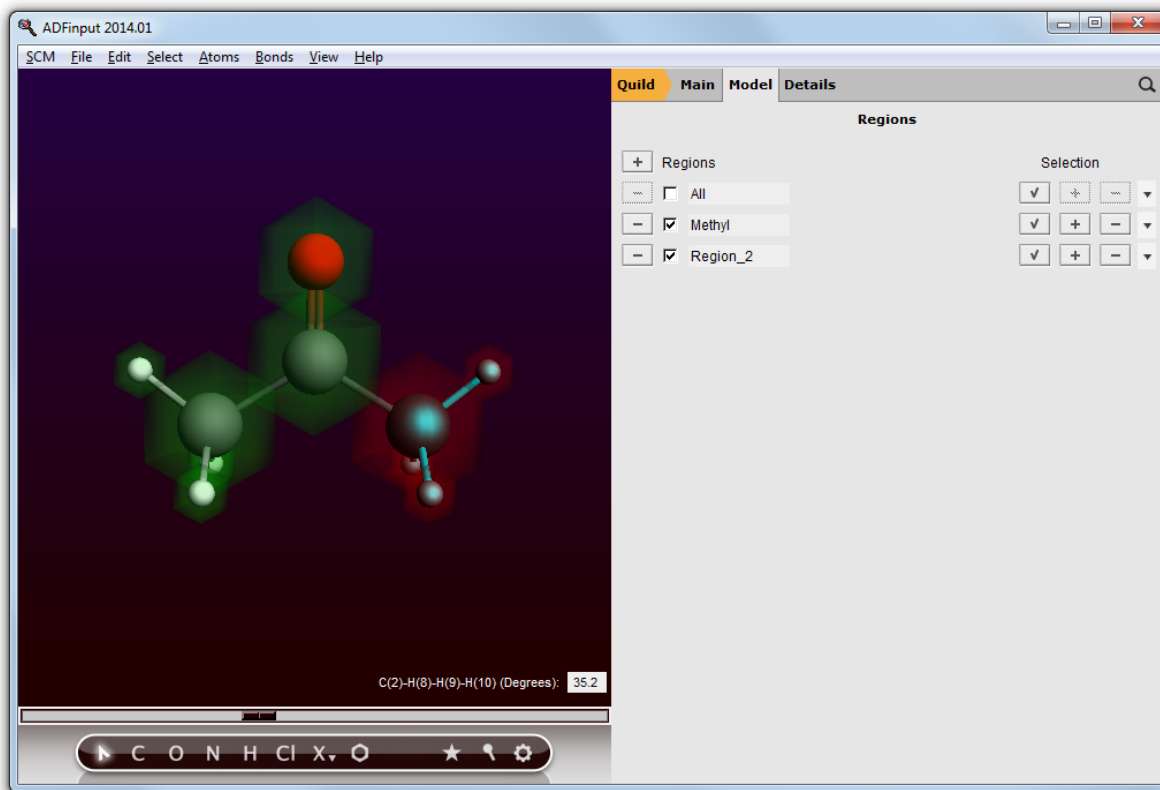 ADFinput 2014.01
SCM File Edit Select Atoms Bonds View Help
Quild Main Model Details
Regions
Regions Selection
All
Methyl
Region_2
C(2)-H(8)-H(9)-H(10) (Degrees): 35.2
C O N H Cl X